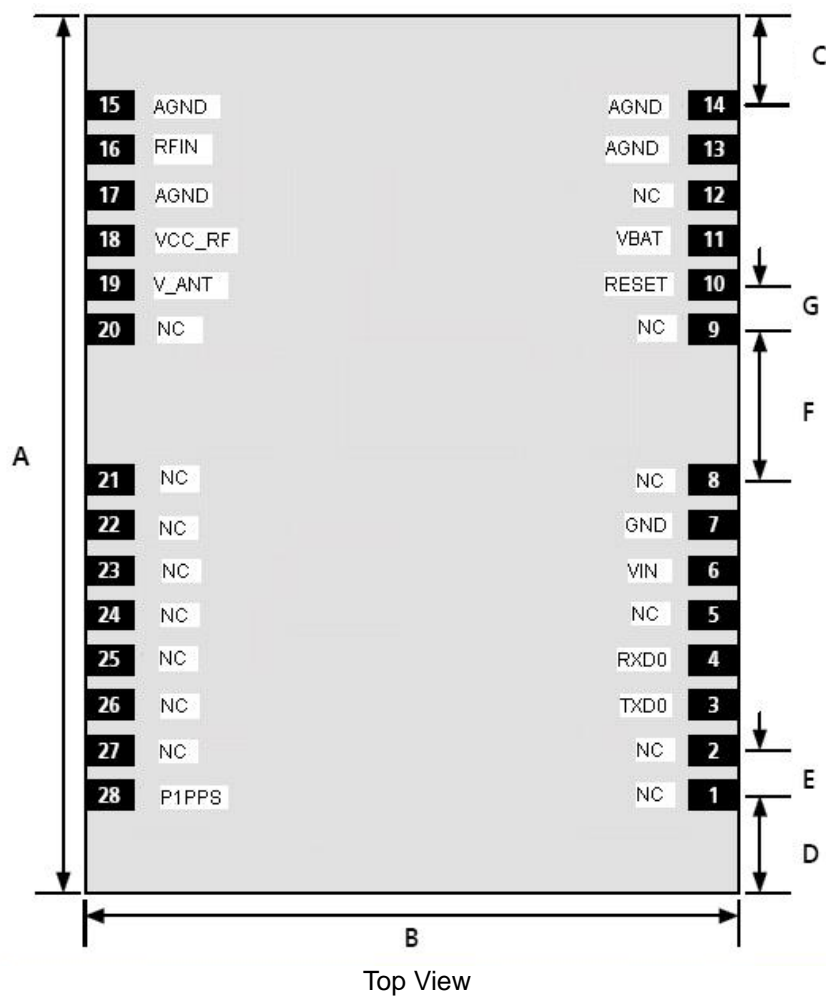 C
15 AGND AGND 14
16 RFIN AGND 13
17 AGND NC 12
18 VCC_RF VBAT 11
19 V_ANT RESET 10
G
20 NC NC 9
F
A
21 NC NC 8
22 NC GND 7
23 NC VIN 6
24 NC NC 5
25 NC RXD0 4
26 NC TXD0 3
27 NC NC 2
E
28 P1PPS NC 1
D
B
Top View